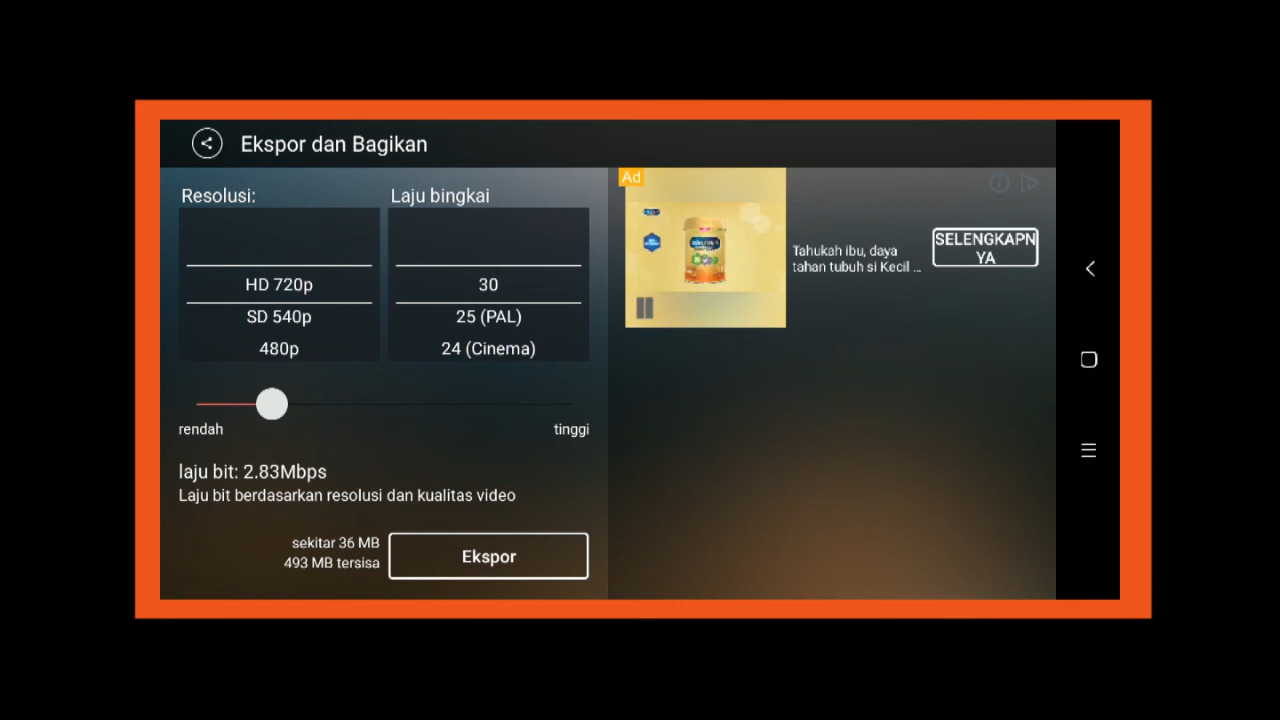 Ekspor dan Bagikan
Resolusi:
HD 720p
SD 540p
480p
Laju bingkai
30
25 (PAL)
24 (Cinema)
rendah
tinggi
laju bit: 2.83Mbps
Laju bit berdasarkan resolusi dan kualitas video
sekitar 36 MB
493 MB tersisa
Ekspor
Ad
Tahukah ibu, daya
tahan tubuh si Kecil ...
SELENGKAPN
YA